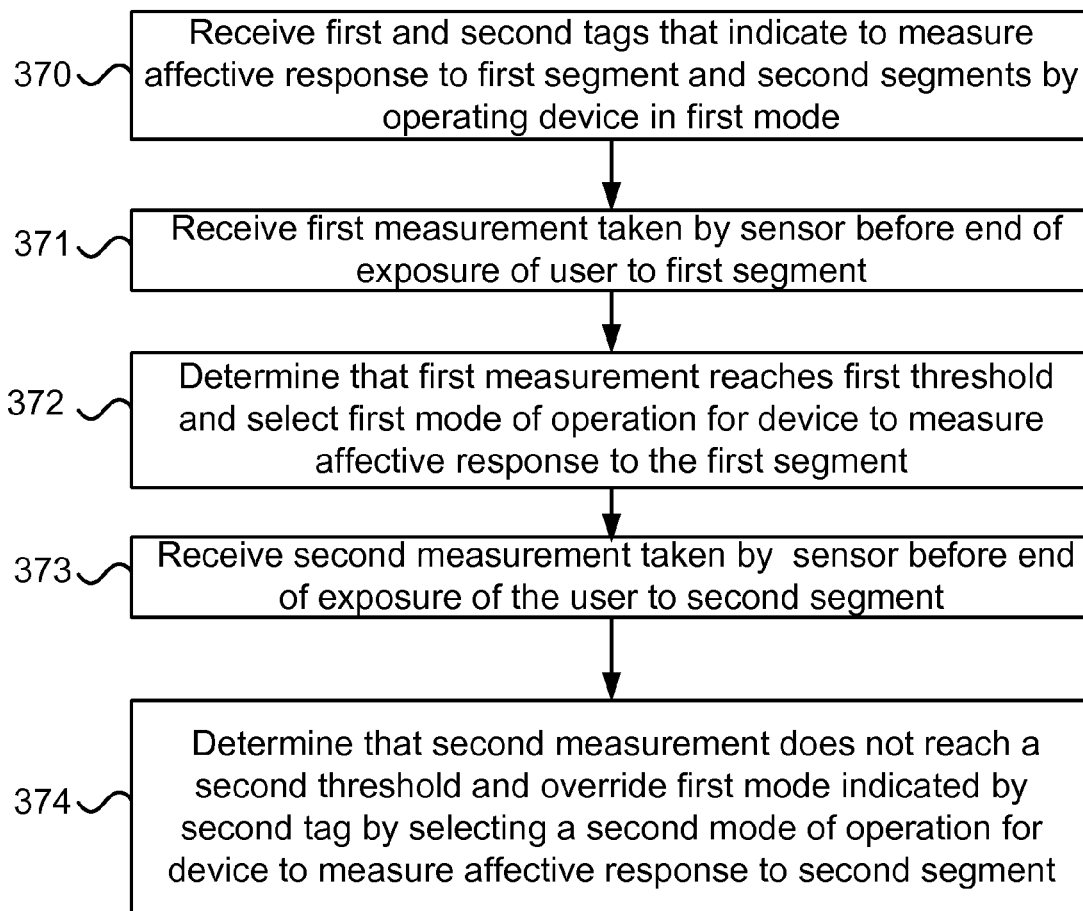 370
Receive first and second tags that indicate to measure
affective response to first segment and second segments by
operating device in first mode
371
Receive first measurement taken by sensor before end of
exposure of user to first segment
372
Determine that first measurement reaches first threshold
and select first mode of operation for device to measure
affective response to the first segment
373
Receive second measurement taken by sensor before end
of exposure of the user to second segment
374
Determine that second measurement does not reach a
second threshold and override first mode indicated by
second tag by selecting a second mode of operation for
device to measure affective response to second segment